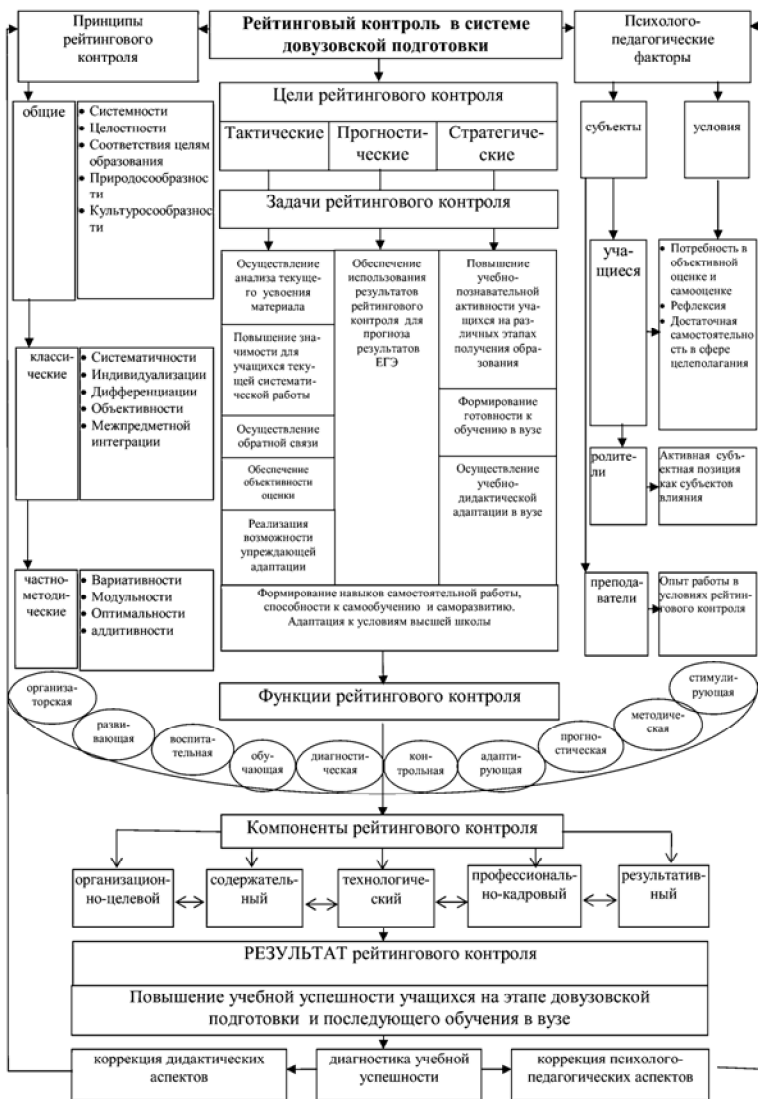 Принципы
рейтингового
контроля
Рейтинговый контроль в системе
довузовской подготовки
Психолого-
педагогические
факторы
Цели рейтингового контроля
Тактические
Прогности-
ческие
Стратегиче-
ские
Задачи рейтингового контроля
общие
• Системности
• Целостности
• Соответствия целям
образования
• Природосообразнос
ти
• Культуросообразнос
ти
классические
• Систематичности
• Индивидуализации
• Дифференциации
• Объективности
• Межпредметной
интеграции
частно-
методические
• Вариативности
• Модульности
• Оптимальности
• аддитивности
Осуществление
анализа текуще-
го усвоения
материала
Повышение зна-
чимости для
учащихся теку-
щей системати-
ческой работы
Осуществление
обратной связи
Обеспечение
объективности
оценки
Реализация
возможности
упреждающей
адаптации
Обеспечение
использования
результатов
рейтингового
контроля для
прогноза
результатов
ЕГЭ
Повышение
учебно-
познавательной
активности уча-
щихся на раз-
личных этапах
получения обра-
зования
Формирование
готовности к
обучению в вузе
Осуществление
учебно-
дидактической
адаптации в вузе
Формирование навыков самостоятельной работы,
способности к самообучению и саморазвитию.
Адаптация к условиям высшей школы
субъекты
условия
уча-
щиеся
• Потребность в
объективной
оценке и
самооценке
• Рефлексия
• Достаточная
самостоятельно
сть в сфере
целеполагания
родите-
ли
Активная субъ-
ектная позиция
как субъектов
влияния
препода-
ватели
Опыт работы в
условиях рейтин-
гового контроля
Функции рейтингового контроля
организа-
торская
разви-
вающая
воспита-
тельная
обу-
чающая
диагности-
ческая
кон-
трольная
адапти-
рующая
прогно-
стическая
методиче-
ская
стимули-
рующая
Компоненты рейтингового контроля
организацион-
но-целевой
содержатель-
ный
технологиче-
ский
профессиональ-
но-кадровый
результатив-
ный
РЕЗУЛЬТАТ рейтингового контроля
Повышение учебной успешности учащихся на этапе довузовской
подготовки и последующего обучения в вузе
коррекция дидактических
аспектов
диагностика учебной
успешности
коррекция психолого-
педагогических аспектов